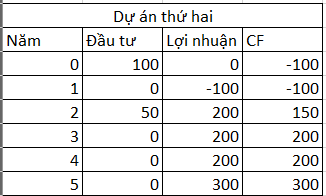 Dự án thứ hai
Năm Đầu tư Lợi nhuận CF
0 100 0 -100
1 0 -100 -100
2 50 200 150
3 0 200 200
4 0 200 200
5 0 300 300